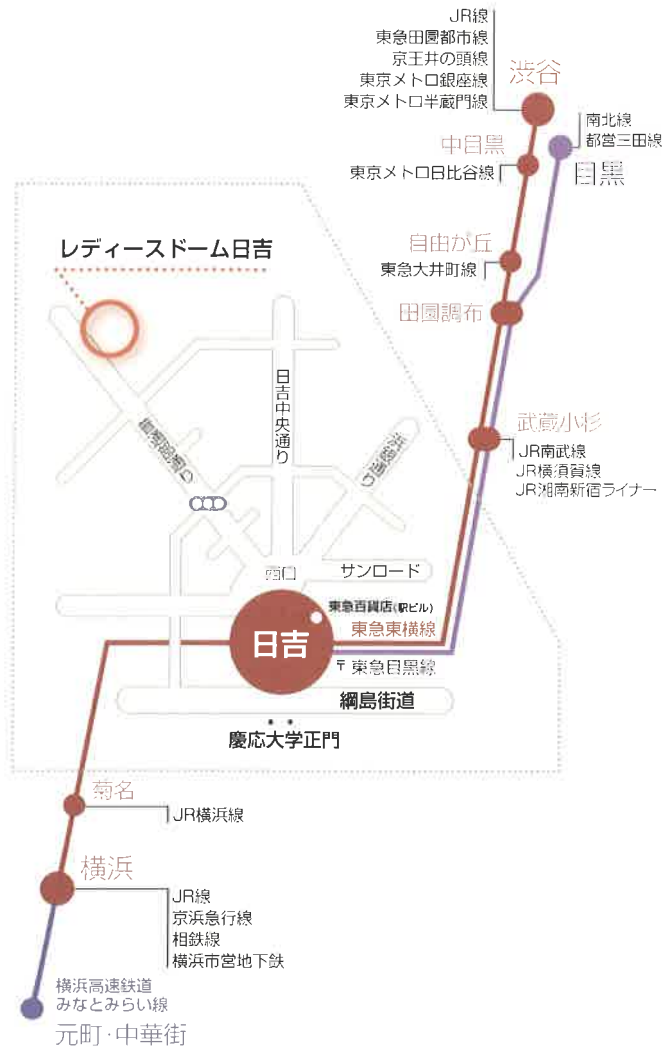 JR線
東急田園都市線
京王井の頭線
東京メトロ銀座線
東京メトロ半蔵門線
渋谷
南北線
都営三田線
目黒
中目黒
東京メトロ日比谷線
自由が丘
東急大井町線
田園調布
武蔵小杉
JR南武線
JR横須賀線
JR湘南新宿ライナー
レディースドーム日吉
日吉中央通り
浜銀通り
普通部通り
西口
サンロード
東急百貨店(駅ビル)
日吉
東急東横線
〒東急目黒線
綱島街道
慶応大学正門
菊名
JR横浜線
横浜
JR線
京浜急行線
相鉄線
横浜市営地下鉄
横浜高速鉄道
みなとみらい線
元町・中華街